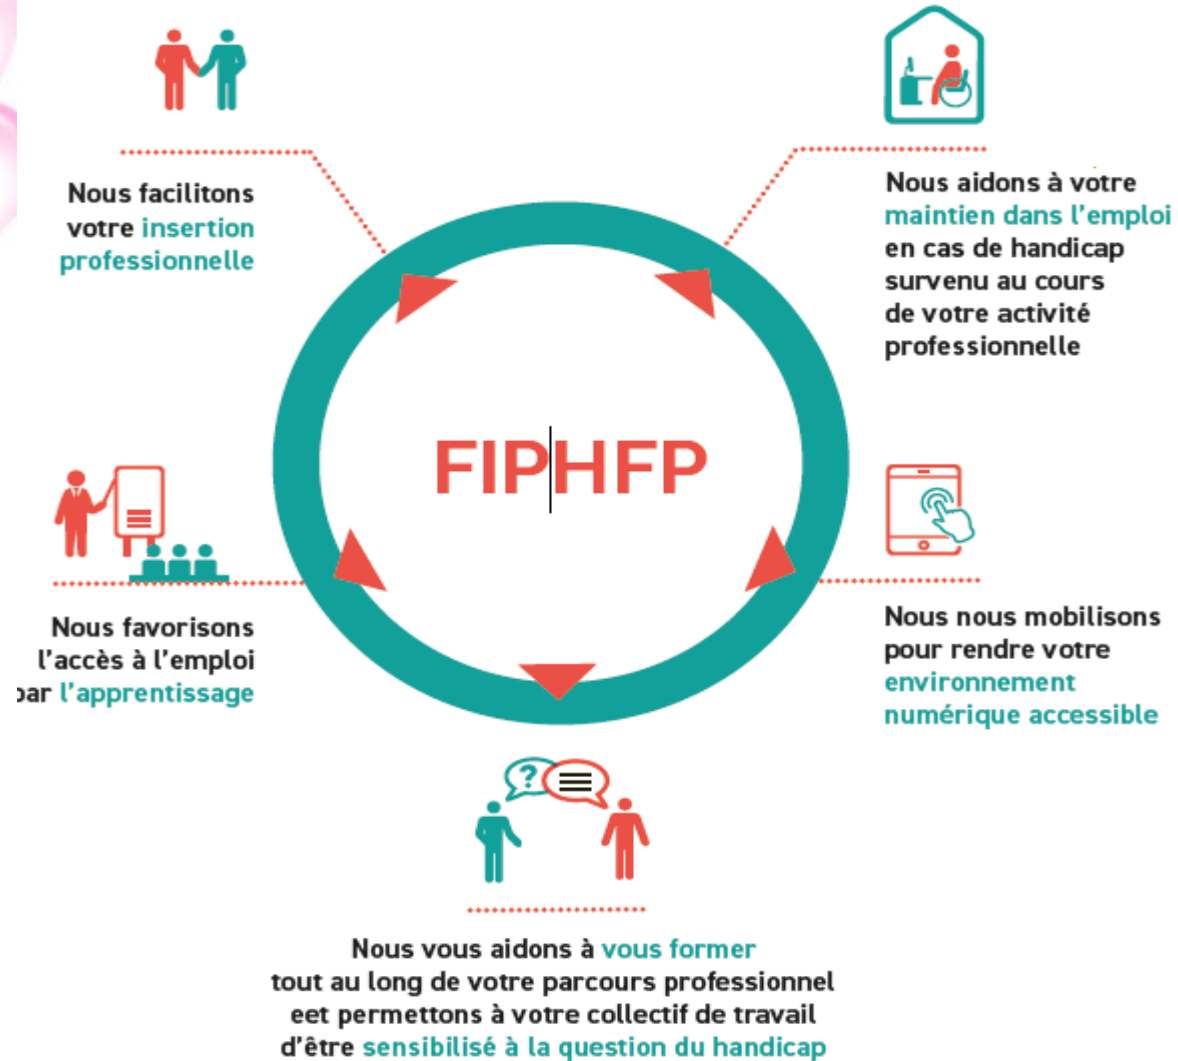 Nous facilitons
votre insertion
professionnelle
Nous aidons à votre
maintien dans l'emploi
en cas de handicap
survenu au cours
de votre activité
professionnelle
FIPHFP
Nous favorisons
l'accès à l'emploi
par l'apprentissage
Nous nous mobilisons
pour rendre votre
environnement
numérique accessible
?
Nous vous aidons à vous former
tout au long de votre parcours professionnel
eet permettons à votre collectif de travail
d'être sensibilisé à la question du handicap